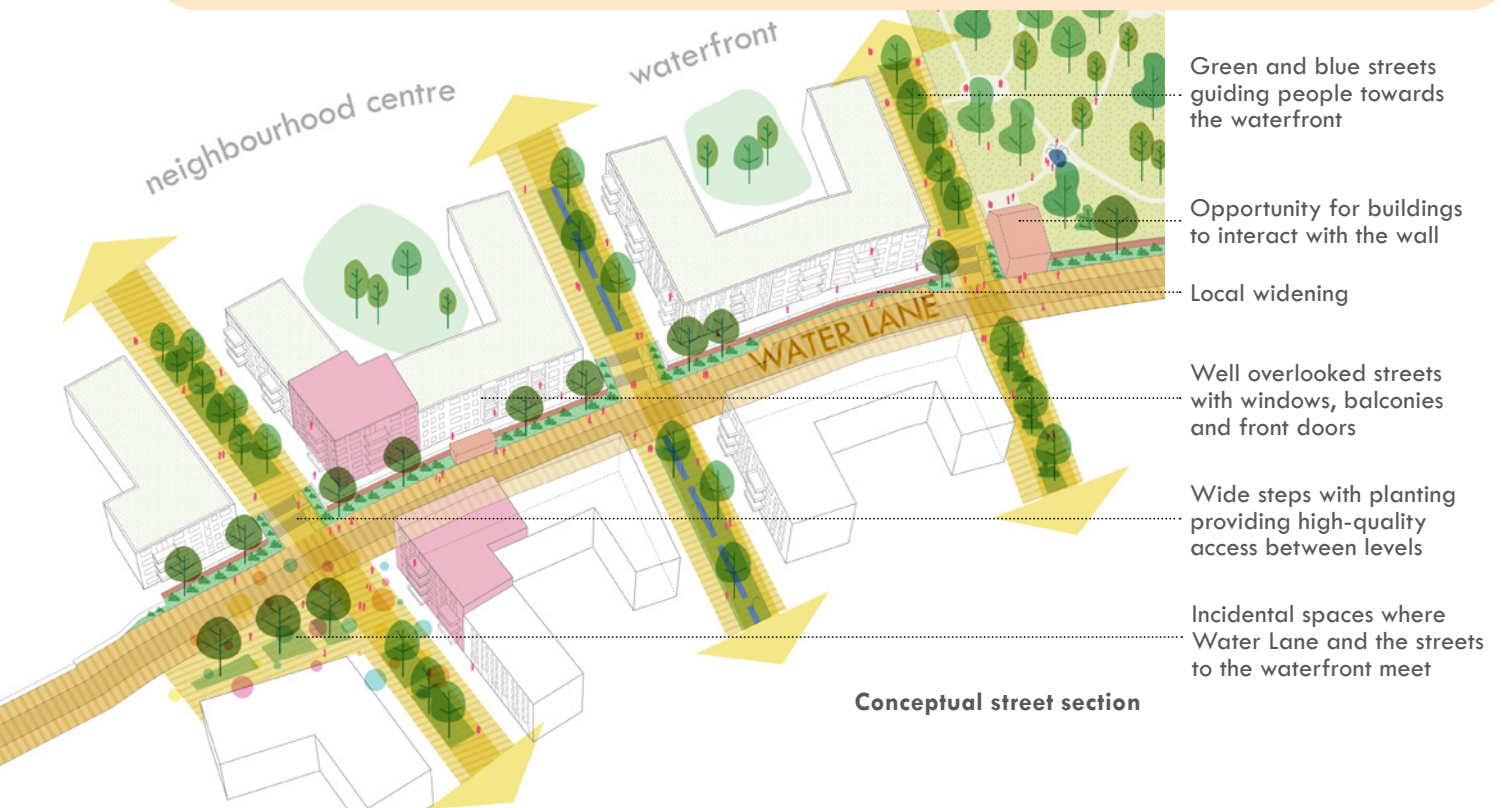 neighbourhood centre
waterfront
WATER LANE
Green and blue streets
guiding people towards
the waterfront
Opportunity for buildings
to interact with the wall
Local widening
Well overlooked streets
with windows, balconies
and front doors
Wide steps with planting
providing high-quality
access between levels
Incidental spaces where
Water Lane and the streets
to the waterfront meet
Conceptual street section